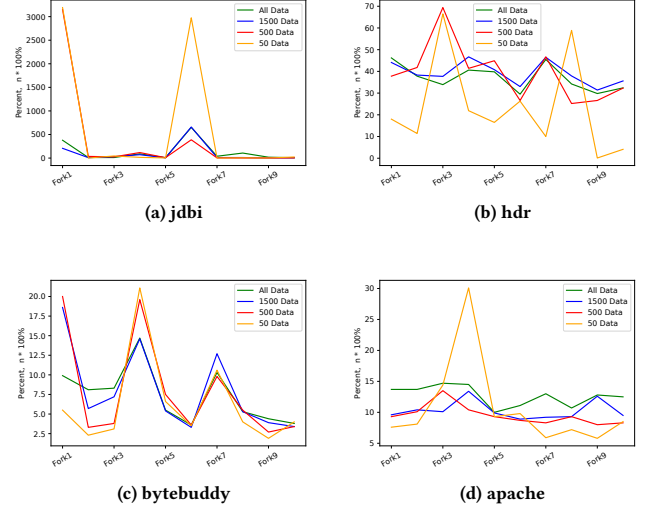 3000
2500
2000
1500
1000
500
0
Percent, n * 100%
All Data
1500 Data
500 Data
50 Data
Fork1
Fork3
Fork5
Fork7
Fork9
(a) jdbi
70
60
50
40
30
20
10
0
Percent, n * 100%
All Data
1500 Data
500 Data
50 Data
Fork1
Fork3
Fork5
Fork7
Fork9
(b) hdr
20.0
17.5
15.0
12.5
10.0
7.5
5.0
2.5
Percent, n * 100%
All Data
1500 Data
500 Data
50 Data
Fork1
Fork3
Fork5
Fork7
Fork9
(c) bytebuddy
30
25
20
15
10
5
Percent, n * 100%
All Data
1500 Data
500 Data
50 Data
Fork1
Fork3
Fork5
Fork7
Fork9
(d) apache